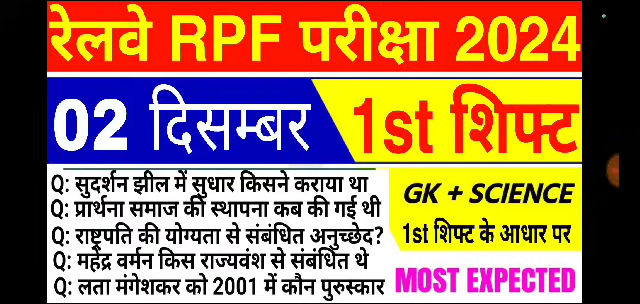 रेलवे RPF परीक्षा 2024
02 दिसम्बर
1st शिफ्ट
Q: सुदर्शन झील में सुधार किसने कराया था
Q: प्रार्थना समाज की स्थापना कब की गई थी
Q: राष्ट्रपति की योग्यता से संबंधित अनुच्छेद?
Q: महेंद्र वर्मन किस राज्यवंश से संबंधित थे
Q: लता मंगेशकर को 2001 में कौन पुरुस्कार
GK + SCIENCE
1st शिफ्ट के आधार पर
MOST EXPECTED